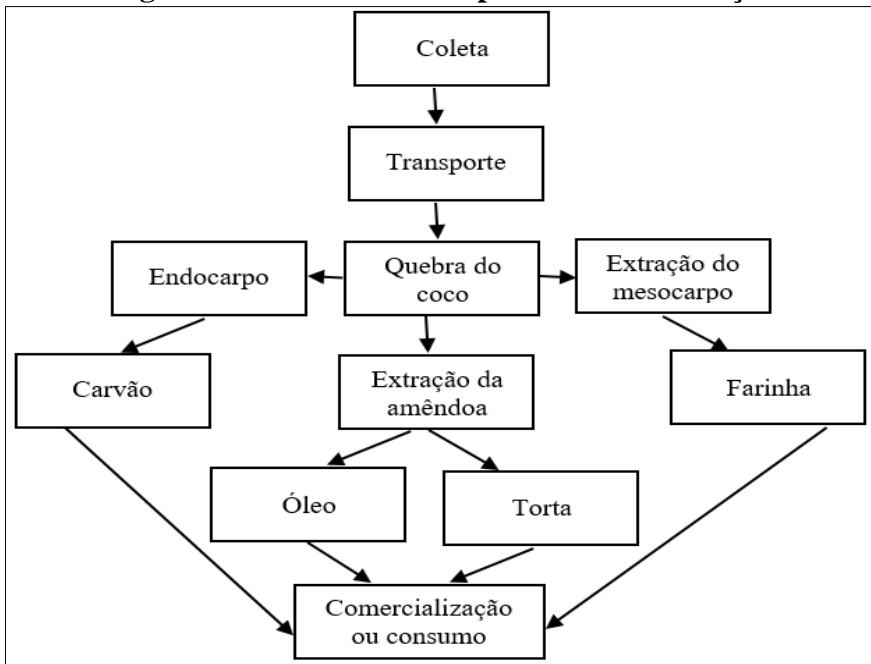 Coleta
Transporte
Endocarpo
Quebra do
coco
Extração do
mesocarpo
Carvão
Extração da
amêndoa
Farinha
Óleo
Torta
Comercialização
ou consumo